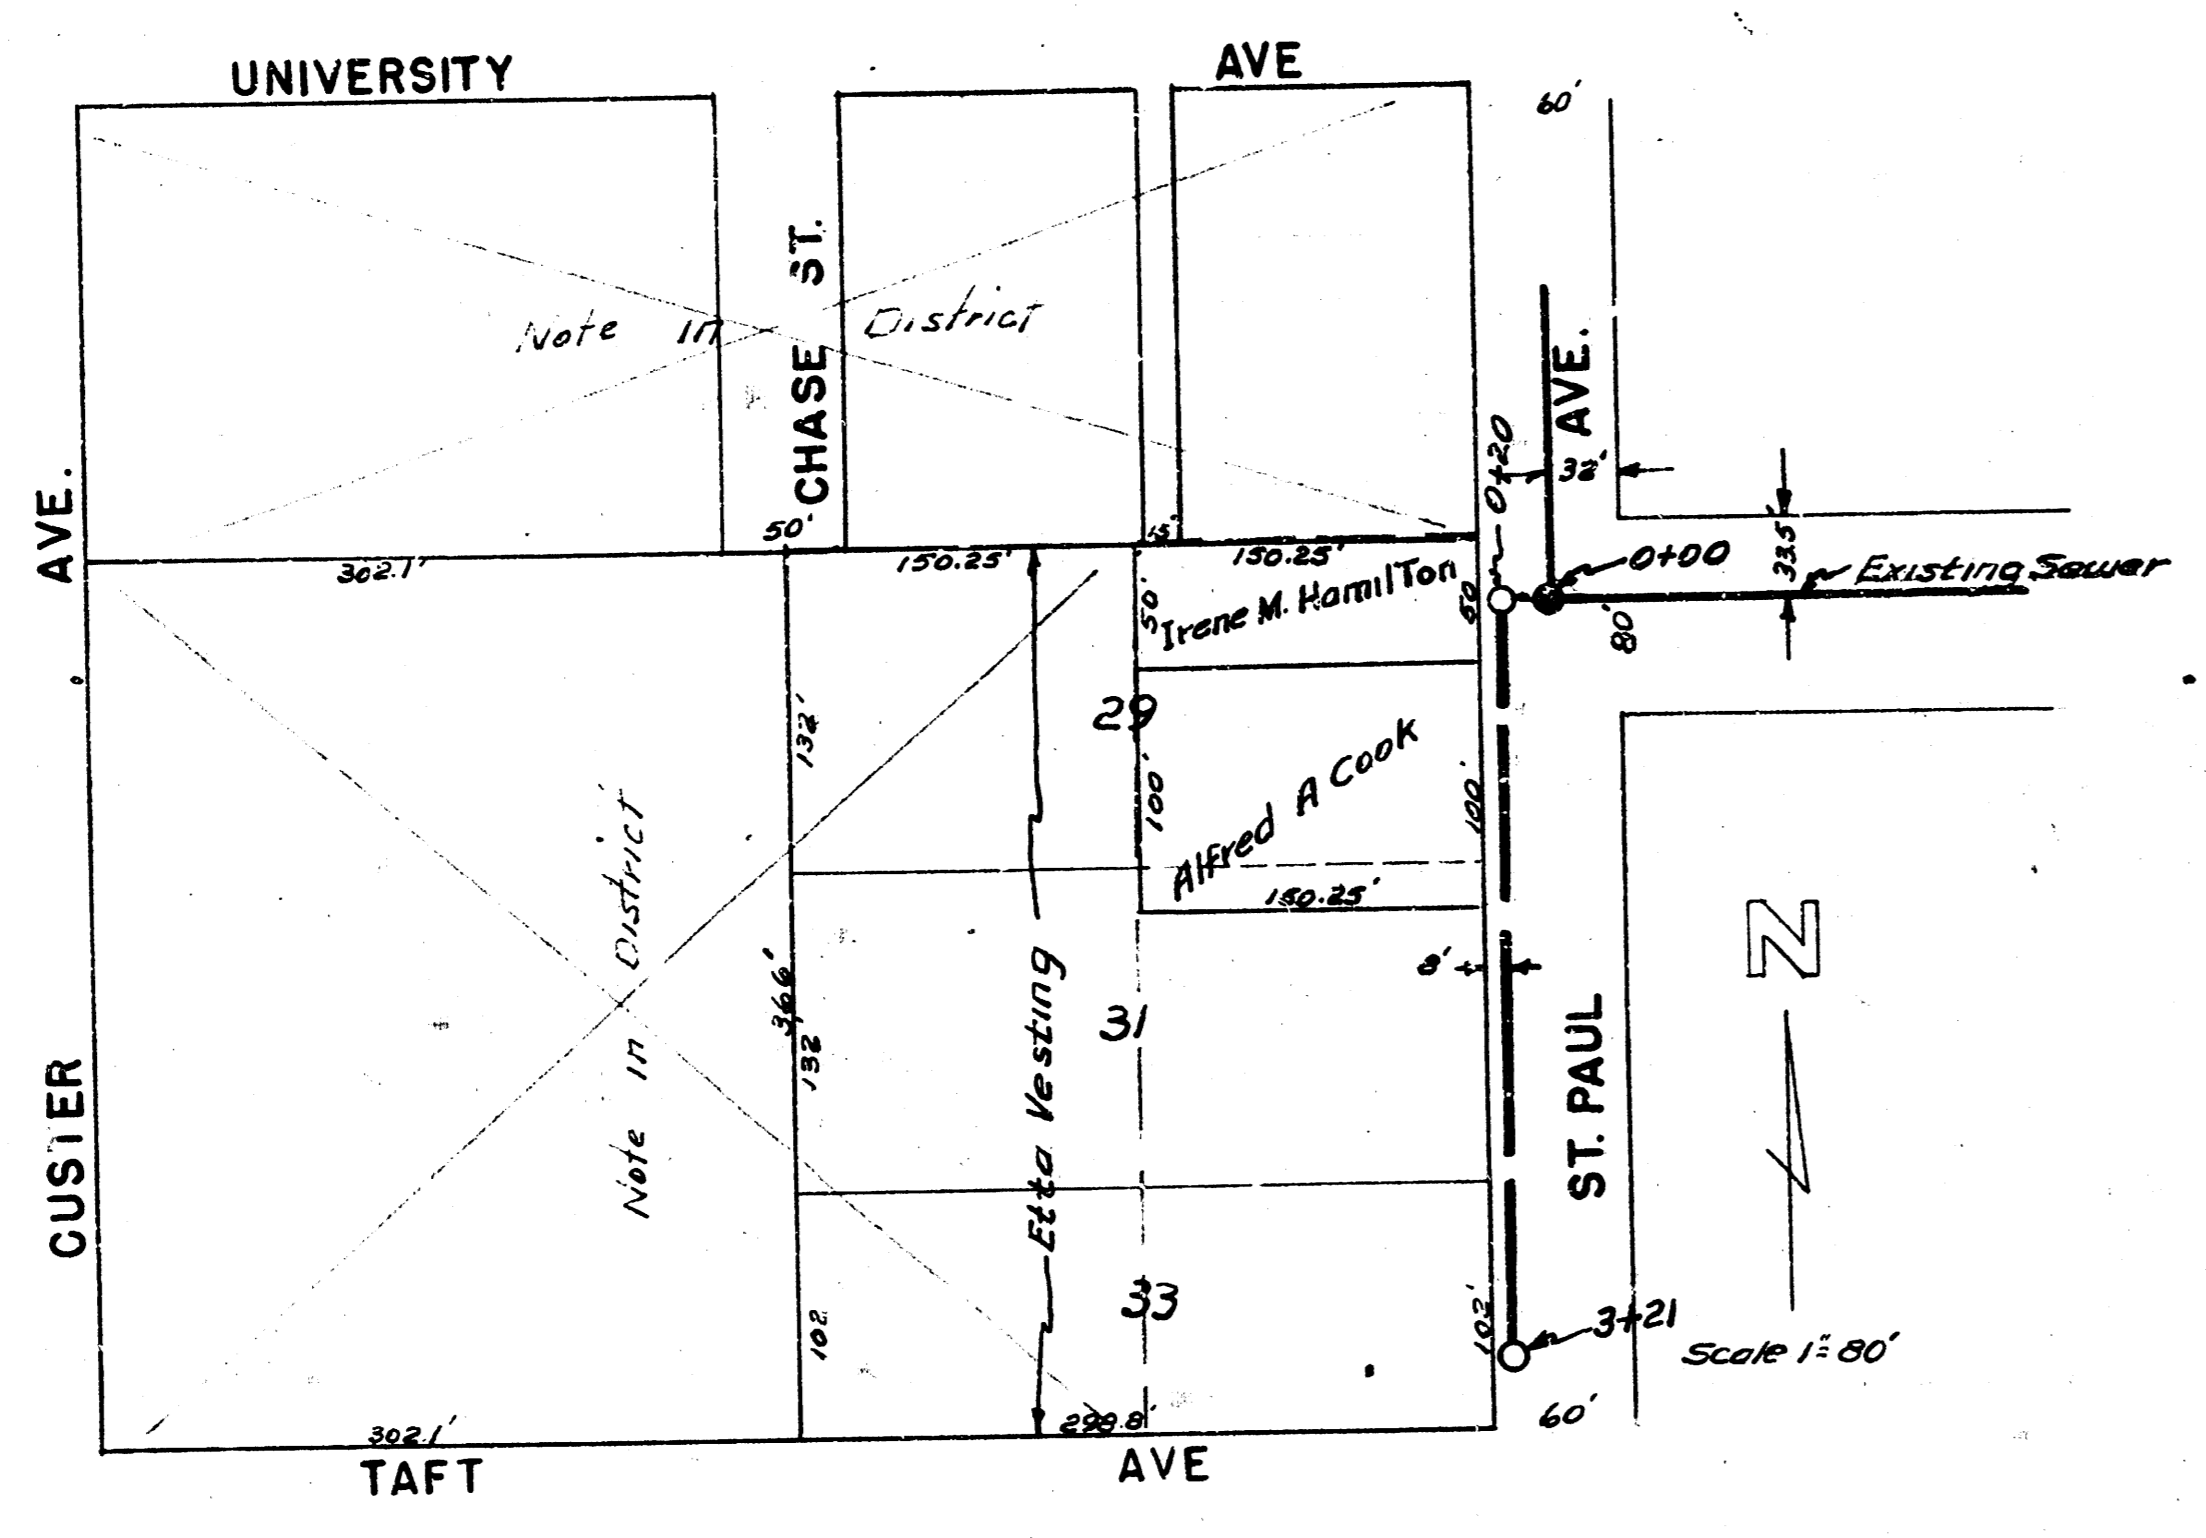 UNIVERSITY AVE
60'
CHASE ST.
Note in District
AVE.
0+20
32'
50'
15'
302.1'
150.25'
150.25'
AVE.
33.5'
0+00
Existing Sewer
80'
50'
Irene M. Hamilton
50'
132'
29
100'
Alfred A Cook
100'
150.25'
Note in District
366'
132
Etta Vesting
31
8'
N
ST. PAUL
CUSTER
102
33
102'
3+21
Scale 1"=80'
60'
302.1'
298.8'
TAFT AVE